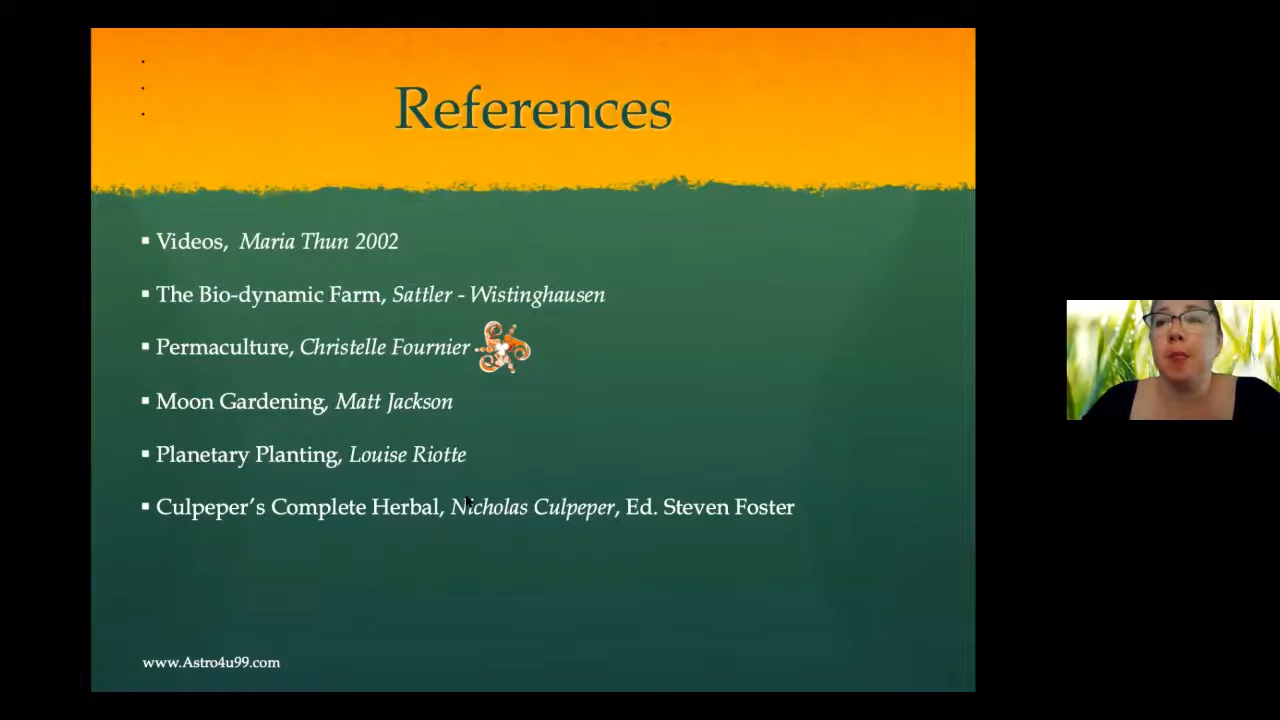 References
▪ Videos, Maria Thun 2002
▪ The Bio-dynamic Farm, Sattler - Wistinghausen
▪ Permaculture, Christelle Fournier
▪ Moon Gardening, Matt Jackson
▪ Planetary Planting, Louise Riotte
▪ Culpeper’s Complete Herbal, Nicholas Culpeper, Ed. Steven Foster
www.Astro4u99.com